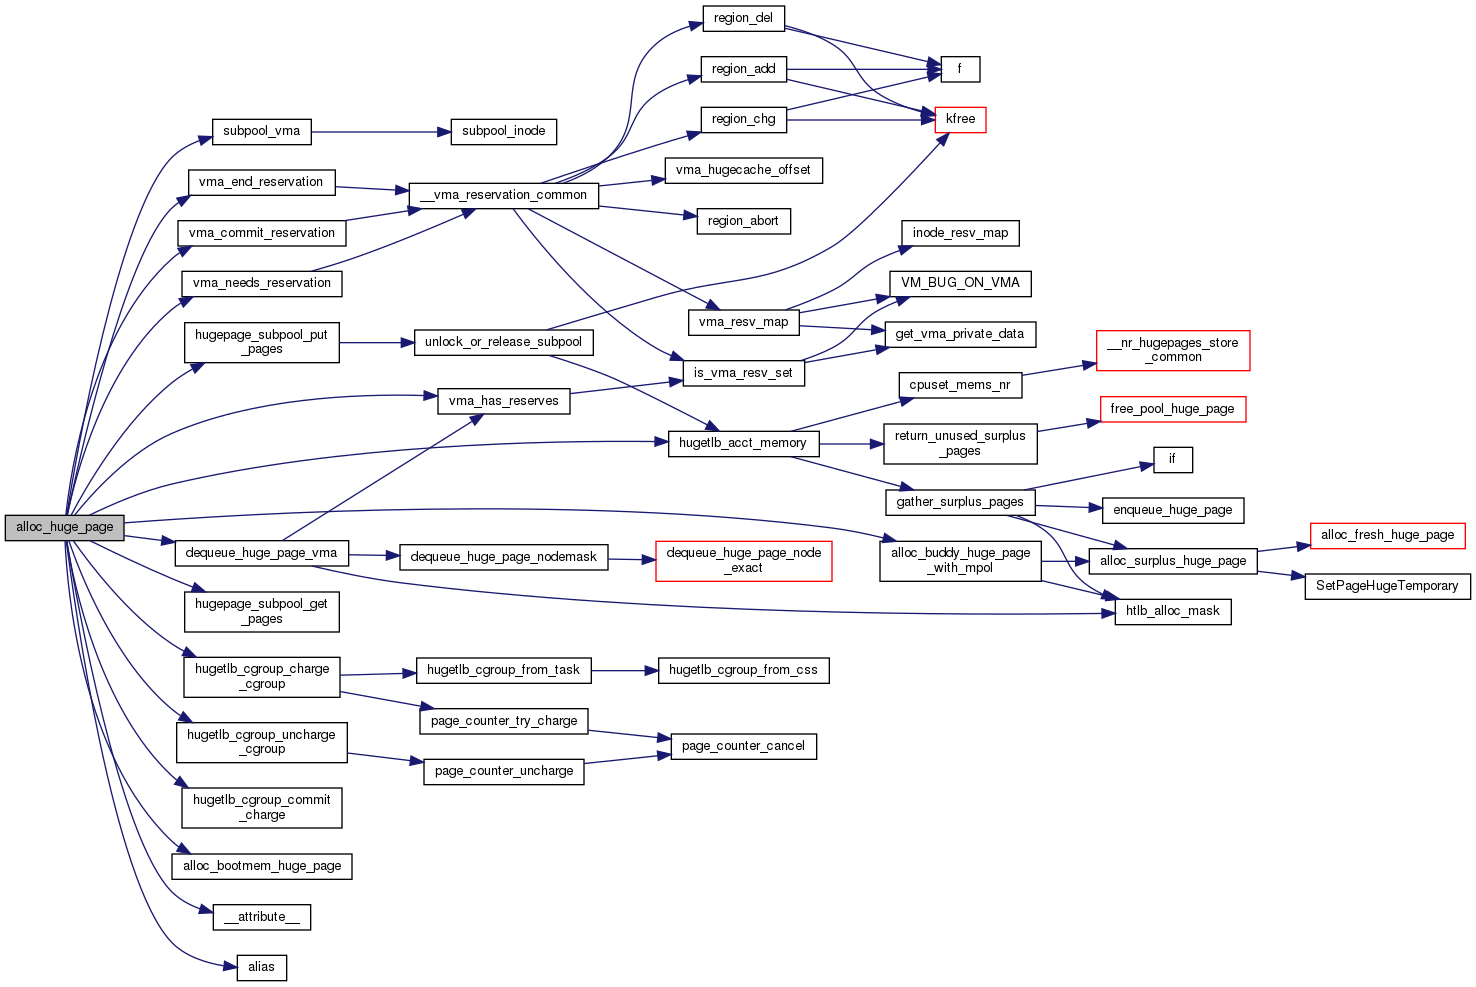 region_del
region_add
f
region_chg
kfree
subpool_vma
subpool_inode
vma_end_reservation
__vma_reservation_common
vma_hugecache_offset
vma_commit_reservation
region_abort
inode_resv_map
vma_needs_reservation
VM_BUG_ON_VMA
hugepage_subpool_put
_pages
unlock_or_release_subpool
vma_resv_map
get_vma_private_data
__nr_hugepages_store
_common
is_vma_resv_set
cpuset_mems_nr
vma_has_reserves
free_pool_huge_page
hugetlb_acct_memory
return_unused_surplus
_pages
if
gather_surplus_pages
enqueue_huge_page
alloc_huge_page
dequeue_huge_page_vma
dequeue_huge_page_nodemask
dequeue_huge_page_node
_exact
alloc_buddy_huge_page
_with_mpol
alloc_surplus_huge_page
alloc_fresh_huge_page
SetPageHugeTemporary
hugepage_subpool_get
_pages
htlb_alloc_mask
hugetlb_cgroup_charge
_cgroup
hugetlb_cgroup_from_task
hugetlb_cgroup_from_css
page_counter_try_charge
hugetlb_cgroup_uncharge
_cgroup
page_counter_cancel
page_counter_uncharge
hugetlb_cgroup_commit
_charge
alloc_bootmem_huge_page
__attribute__
alias